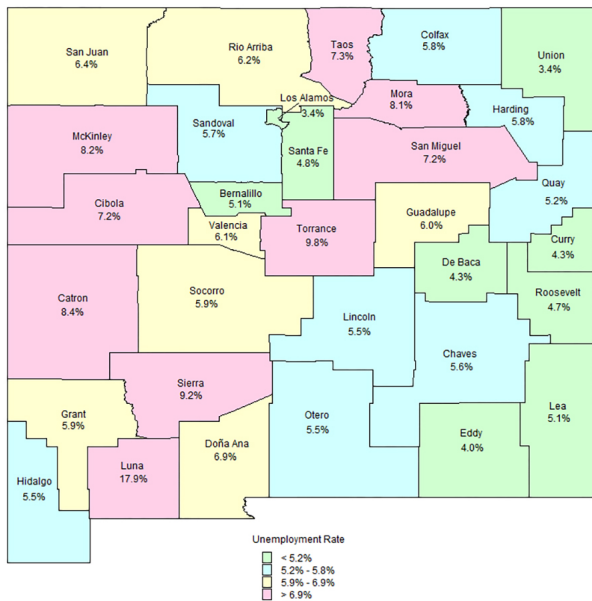 Colfax
5.8%
Taos
7.3%
Rio Arriba
6.2%
San Juan
6.4%
Union
3.4%
Los Alamos
3.4%
Mora
8.1%
Harding
5.8%
Sandoval
5.7%
McKinley
8.2%
Santa Fe
4.8%
San Miguel
7.2%
Quay
5.2%
Bernalillo
5.1%
Cibola
7.2%
Guadalupe
6.0%
Valencia
6.1%
Torrance
9.8%
Curry
4.3%
De Baca
4.3%
Socorro
5.9%
Roosevelt
4.7%
Catron
8.4%
Lincoln
5.5%
Chaves
5.6%
Sierra
9.2%
Lea
5.1%
Grant
5.9%
Otero
5.5%
Eddy
4.0%
Doña Ana
6.9%
Luna
17.9%
Hidalgo
5.5%
Unemployment Rate
< 5.2%
5.2% - 5.8%
5.9% - 6.9%
> 6.9%